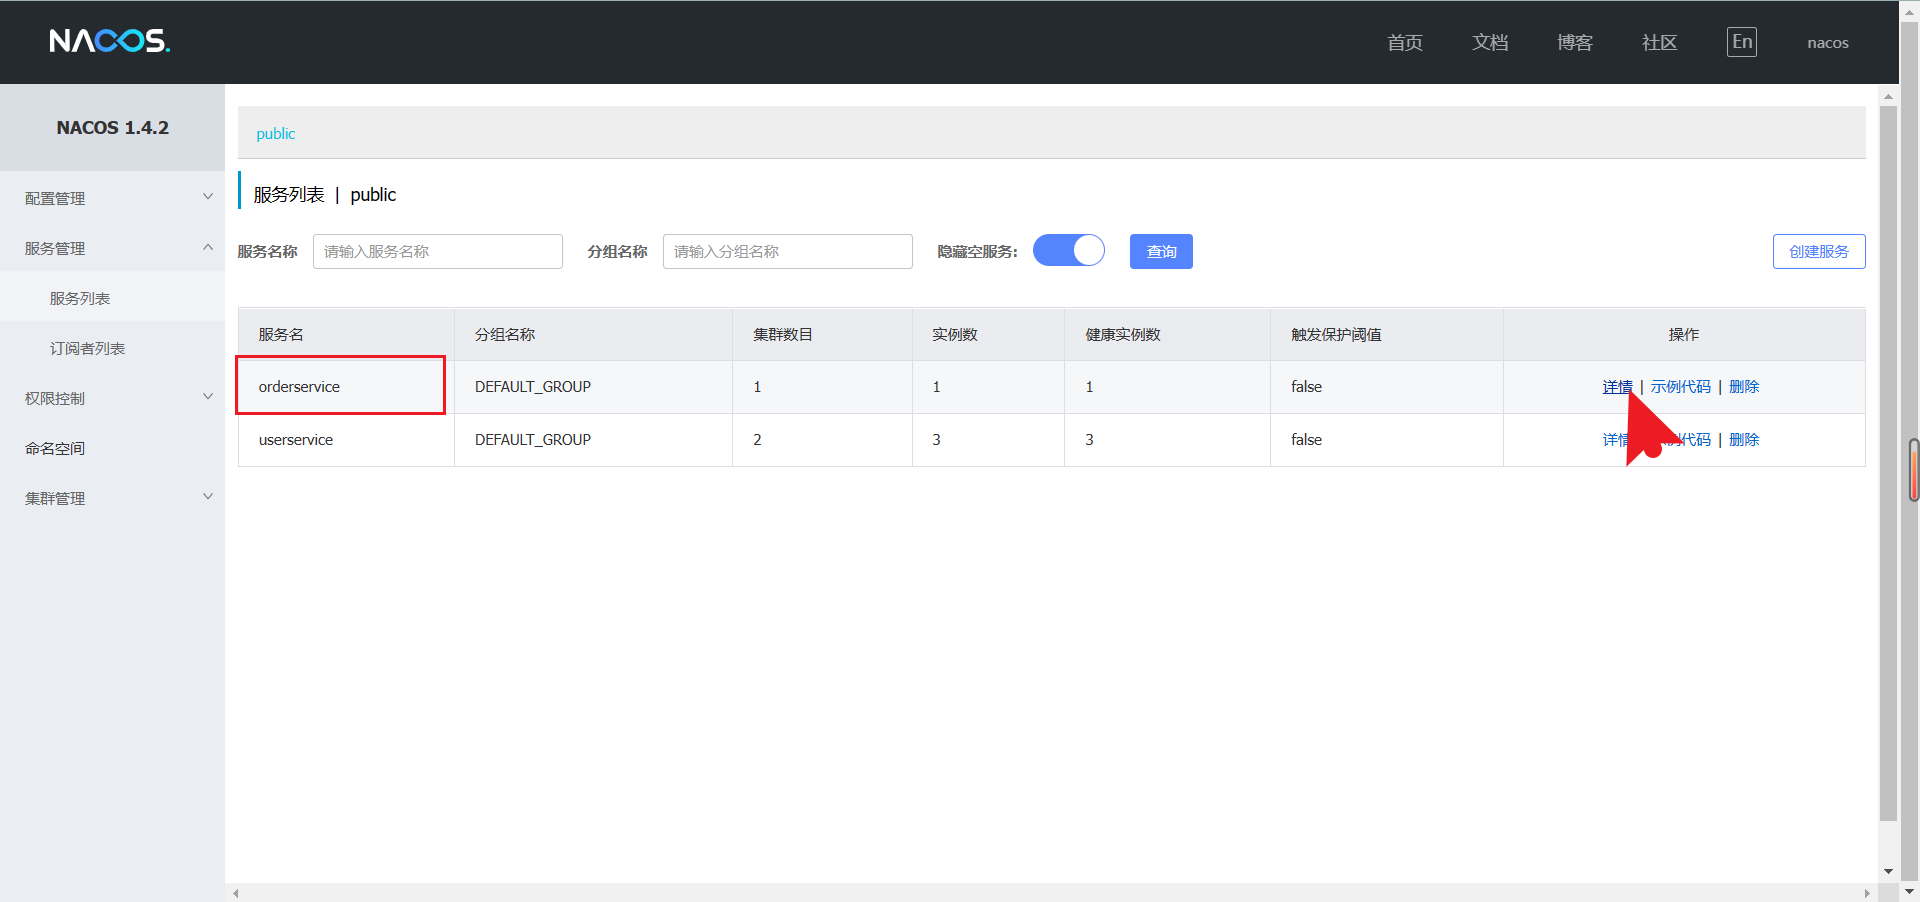 NACOS.
首页 文档 博客 社区 En nacos
NACOS 1.4.2
配置管理
服务管理
服务列表
订阅者列表
权限控制
命名空间
集群管理
public
服务列表 | public
服务名称 请输入服务名称 分组名称 请输入分组名称 隐藏空服务: 查询 创建服务
服务名 分组名称 集群数目 实例数 健康实例数 触发保护阈值 操作
orderservice DEFAULT_GROUP 1 1 1 false 详情 | 示例代码 | 删除
userservice DEFAULT_GROUP 2 3 3 false 详情 例代码 | 删除